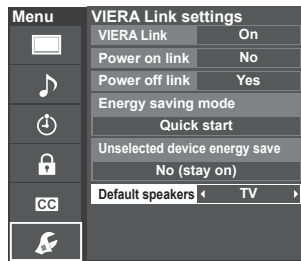 Menu
VIERA Link settings
VIERA Link On
Power on link No
Power off link Yes
Energy saving mode
Quick start
Unselected device energy save
No (stay on)
Default speakers TV
CC